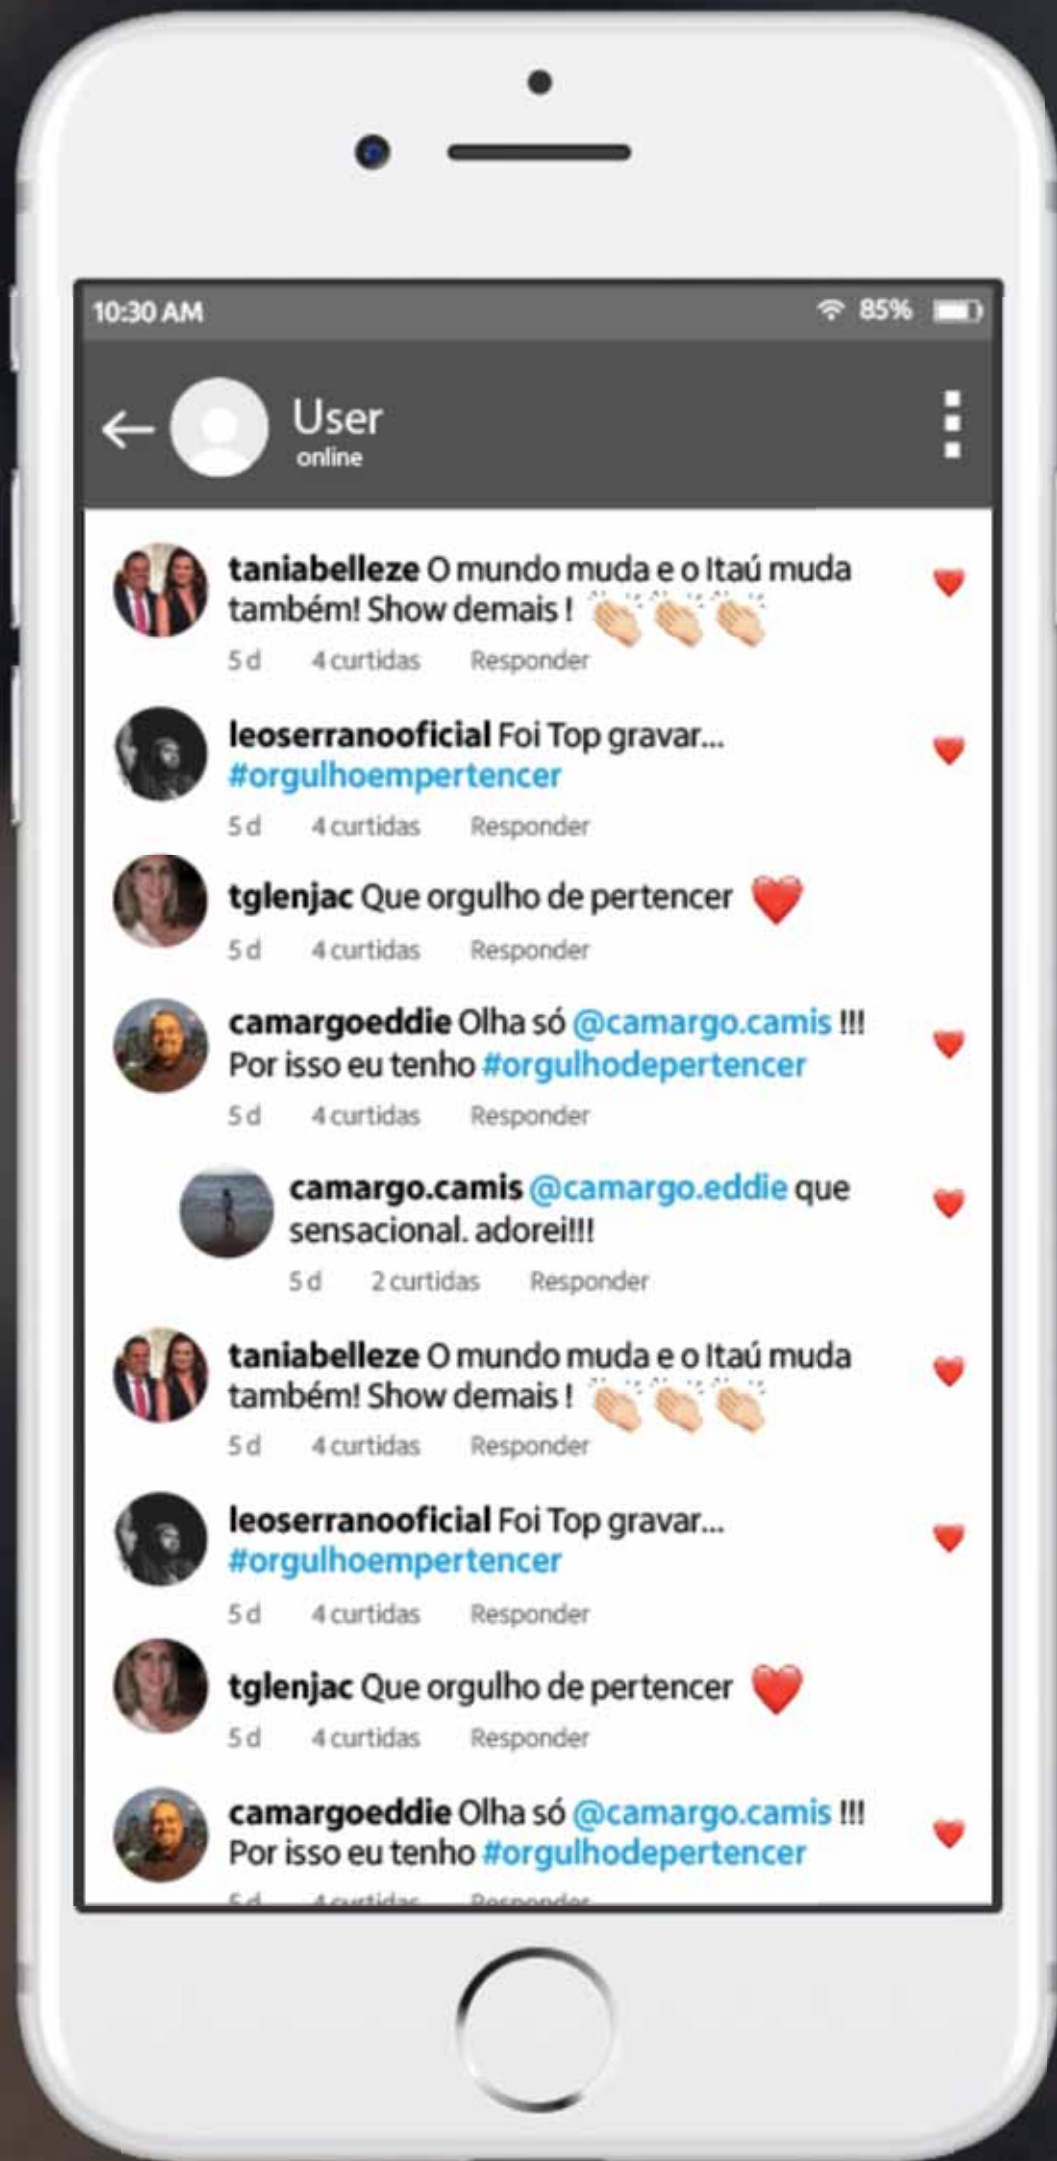 10:30 AM 85%
User
online
taniabelleze O mundo muda e o Itaú muda
também! Show demais ! 👏🏻👏🏻👏🏻
5 d 4 curtidas Responder
leoserranooficial Foi Top gravar...
#orgulhoempertencer
5 d 4 curtidas Responder
tglenjac Que orgulho de pertencer ❤️
5 d 4 curtidas Responder
camargoeddie Olha só @camargo.camis !!!
Por isso eu tenho #orgulhodepertencer
5 d 4 curtidas Responder
camargo.camis @camargo.eddie que
sensacional. adorei!!!
5 d 2 curtidas Responder
taniabelleze O mundo muda e o Itaú muda
também! Show demais ! 👏🏻👏🏻👏🏻
5 d 4 curtidas Responder
leoserranooficial Foi Top gravar...
#orgulhoempertencer
5 d 4 curtidas Responder
tglenjac Que orgulho de pertencer ❤️
5 d 4 curtidas Responder
camargoeddie Olha só @camargo.camis !!!
Por isso eu tenho #orgulhodepertencer
5 d 4 curtidas Responder